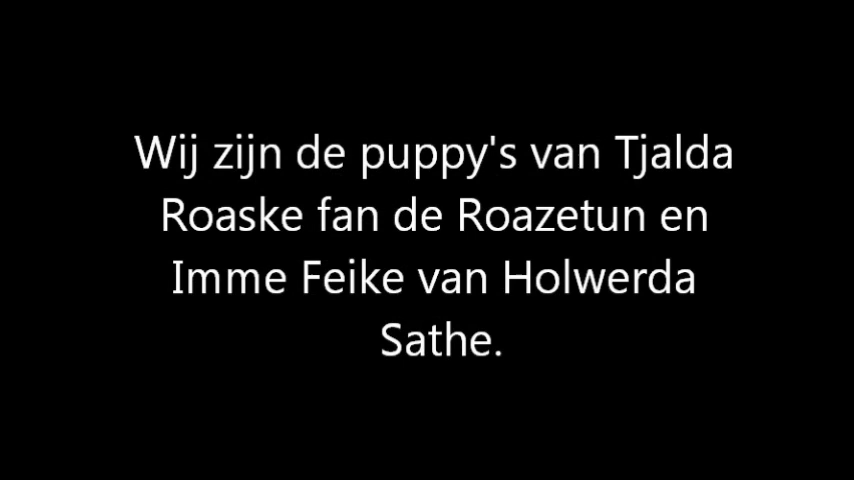 Wij zijn de puppy's van Tjalda
Roaske fan de Roazetun en
Imme Feike van Holwerda
Sathe.